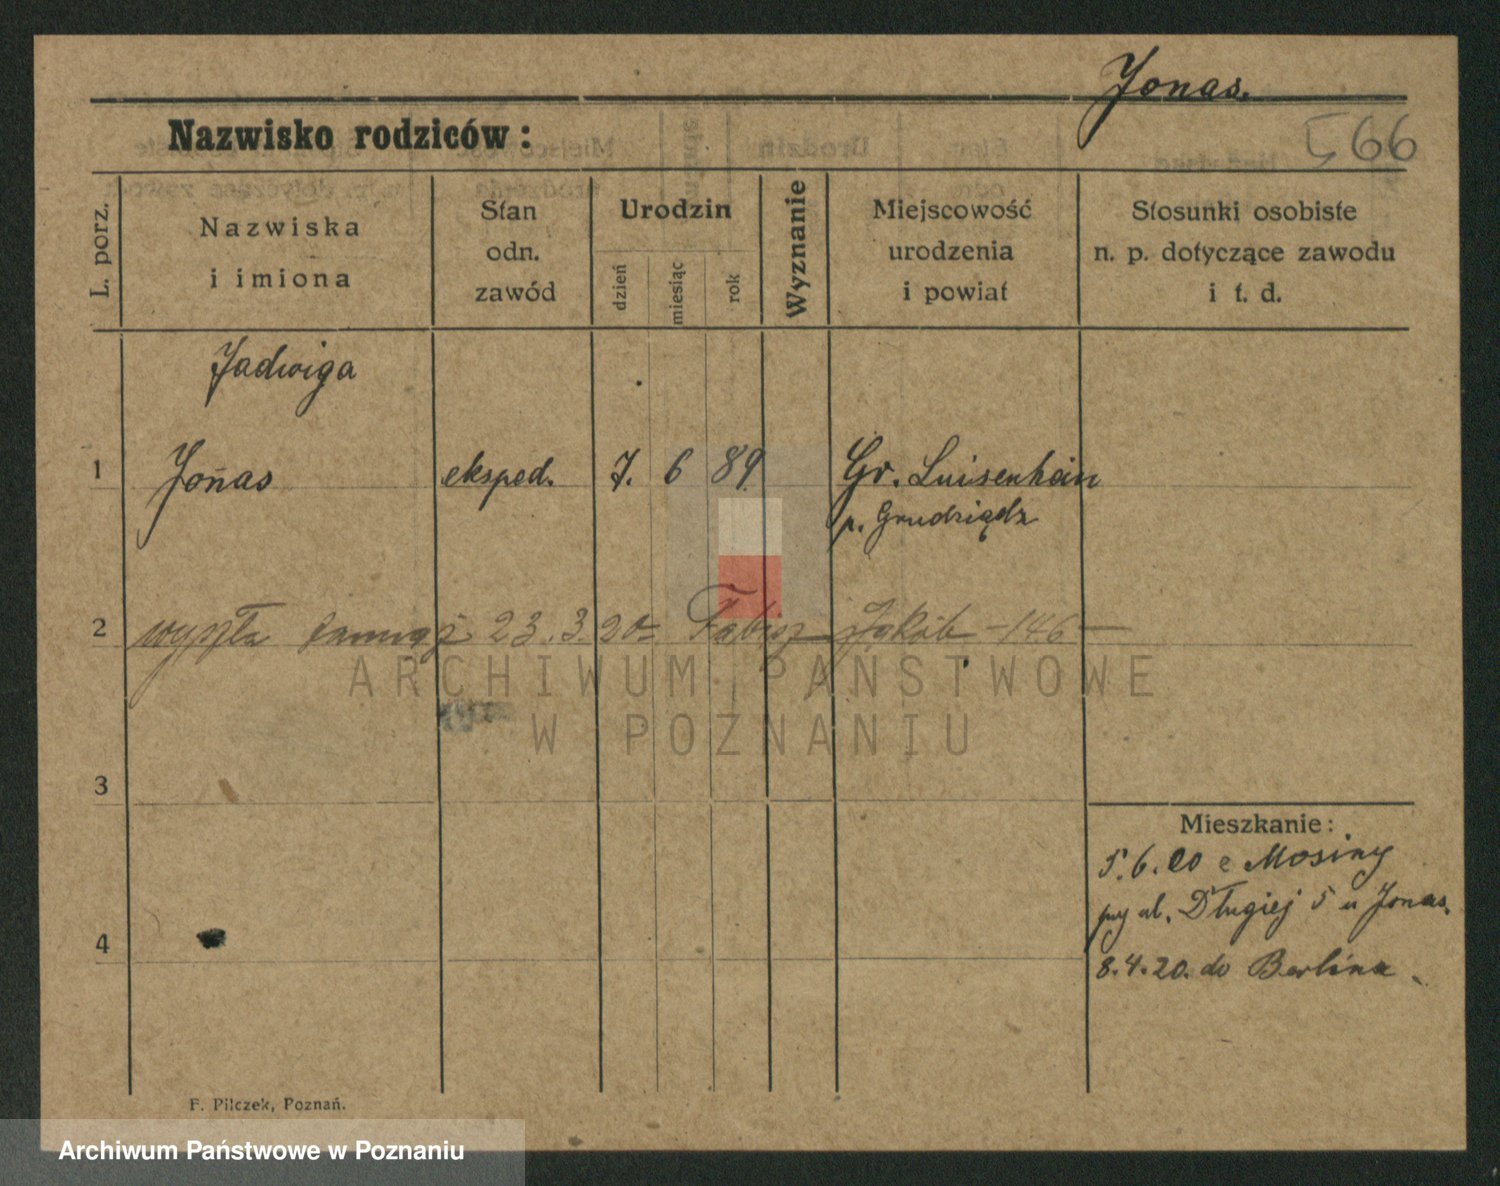 Jonas.
566
Nazwisko rodziców:
L. porz.
Nazwiska
i imiona
Stan
odn.
zawód
Urodzin
dzień
miesiąc
rok
Wyznanie
Miejscowość
urodzenia
i powiat
Stosunki osobiste
n. p. dotyczące zawodu
i t. d.
Jadwiga
1 Jonas eksped. 7. 6 89 Gr. Luisenhain
p. Grudziądz
2 wyszła 23.3.20 Jakób -146-
ARCHIWUM PAŃSTWOWE
W POZNANIU
3
4
Mieszkanie:
5.6.00 z Mosiny
przy ul. Długiej 5 u Jonas.
8.4.20. do Berlina
F. Pilczek, Poznań.
Archiwum Państwowe w Poznaniu